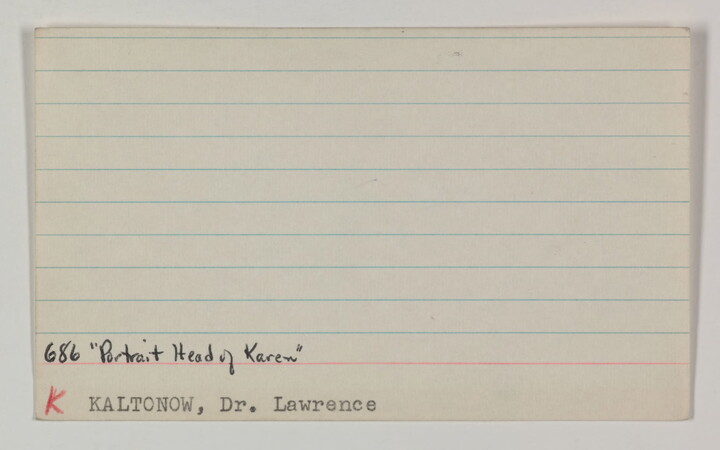 686 "Portrait Head of Karen"
K KALTONOW, Dr. Lawrence